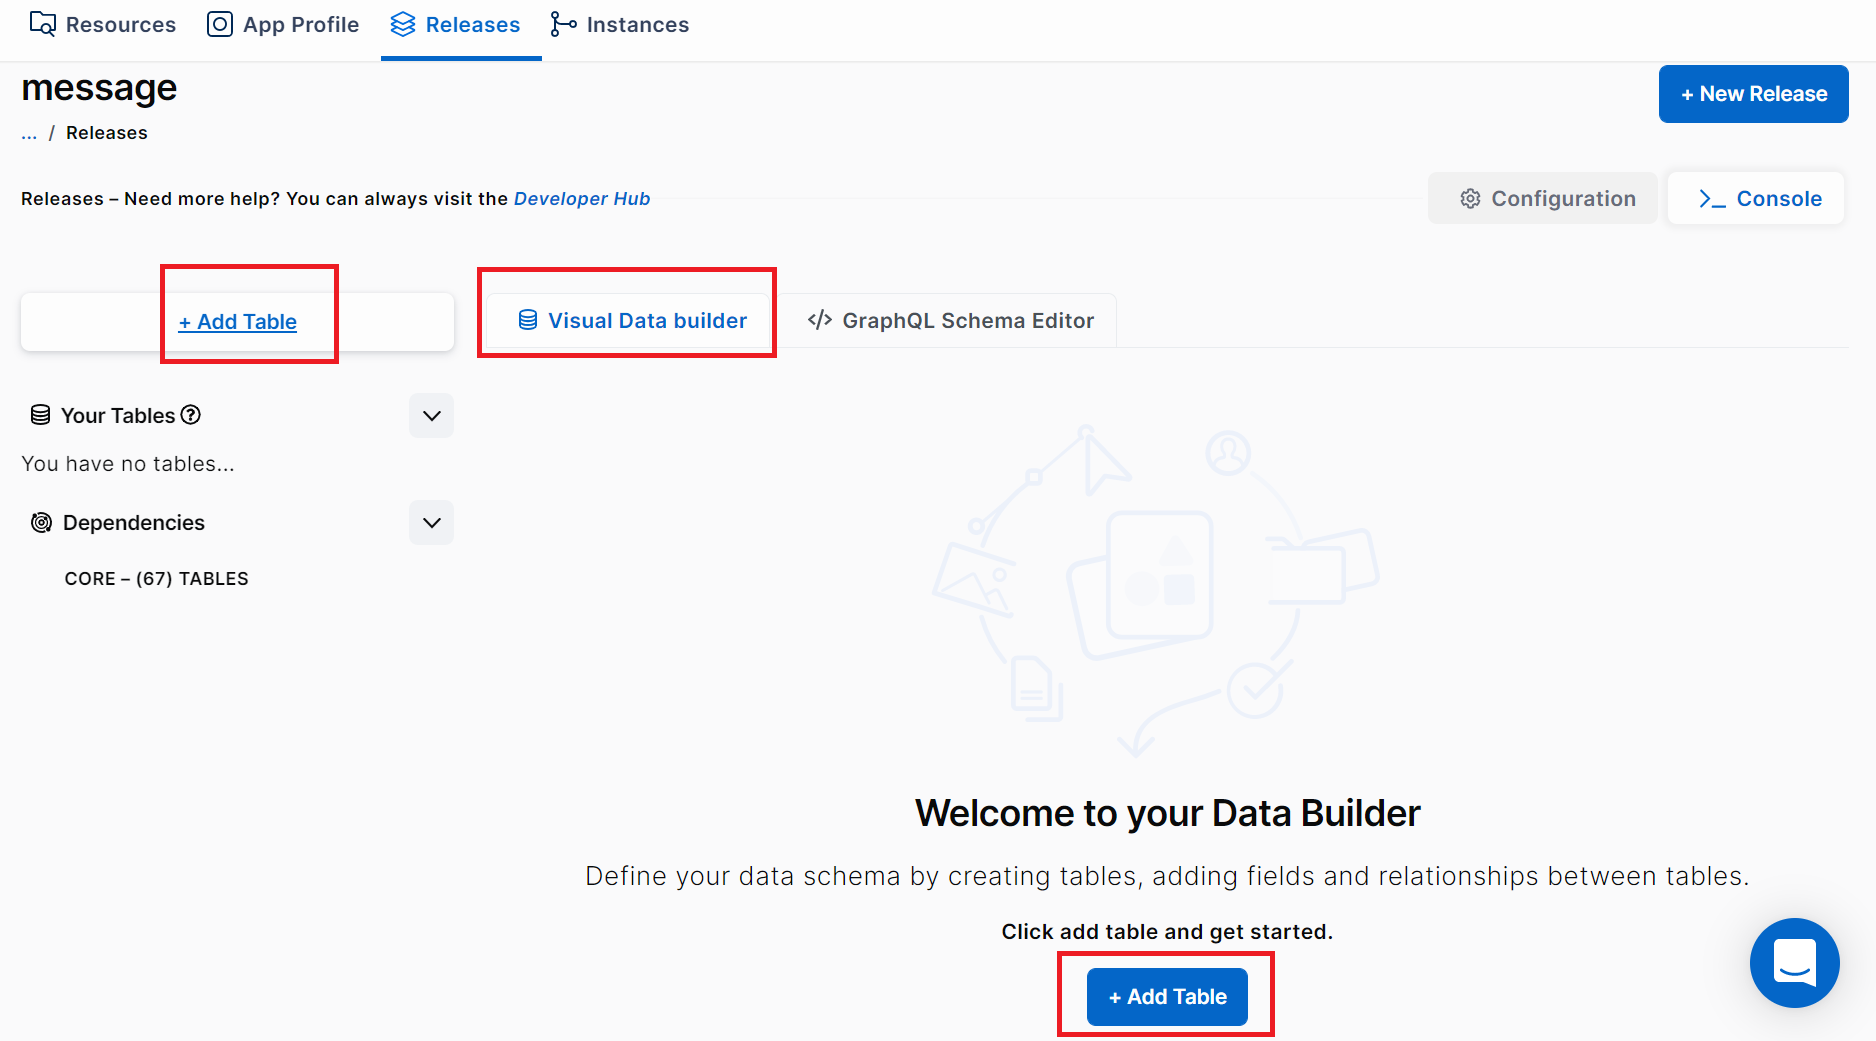 Resources App Profile Releases Instances
message
+ New Release
... / Releases
Releases – Need more help? You can always visit the Developer Hub
Configuration
Console
+ Add Table
Visual Data builder
GraphQL Schema Editor
Your Tables
You have no tables...
Dependencies
CORE – (67) TABLES
Welcome to your Data Builder
Define your data schema by creating tables, adding fields and relationships between tables.
Click add table and get started.
+ Add Table